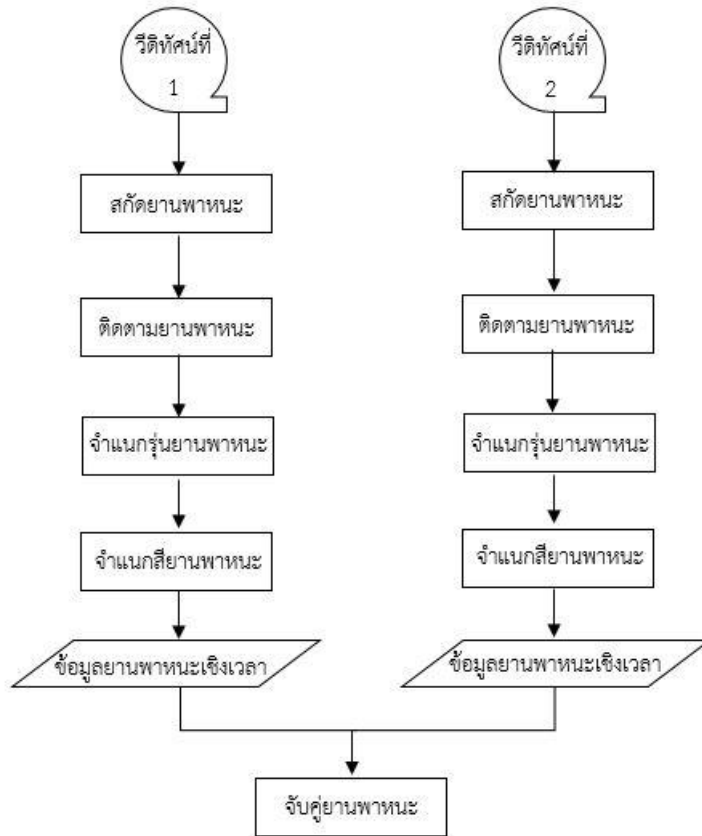 วีดิทัศน์ที่
1
สกัดยานพาหนะ
ติดตามยานพาหนะ
จำแนกรุ่นยานพาหนะ
จำแนกสียานพาหนะ
ข้อมูลยานพาหนะเชิงเวลา
วีดิทัศน์ที่
2
สกัดยานพาหนะ
ติดตามยานพาหนะ
จำแนกรุ่นยานพาหนะ
จำแนกสียานพาหนะ
ข้อมูลยานพาหนะเชิงเวลา
จับคู่ยานพาหนะ